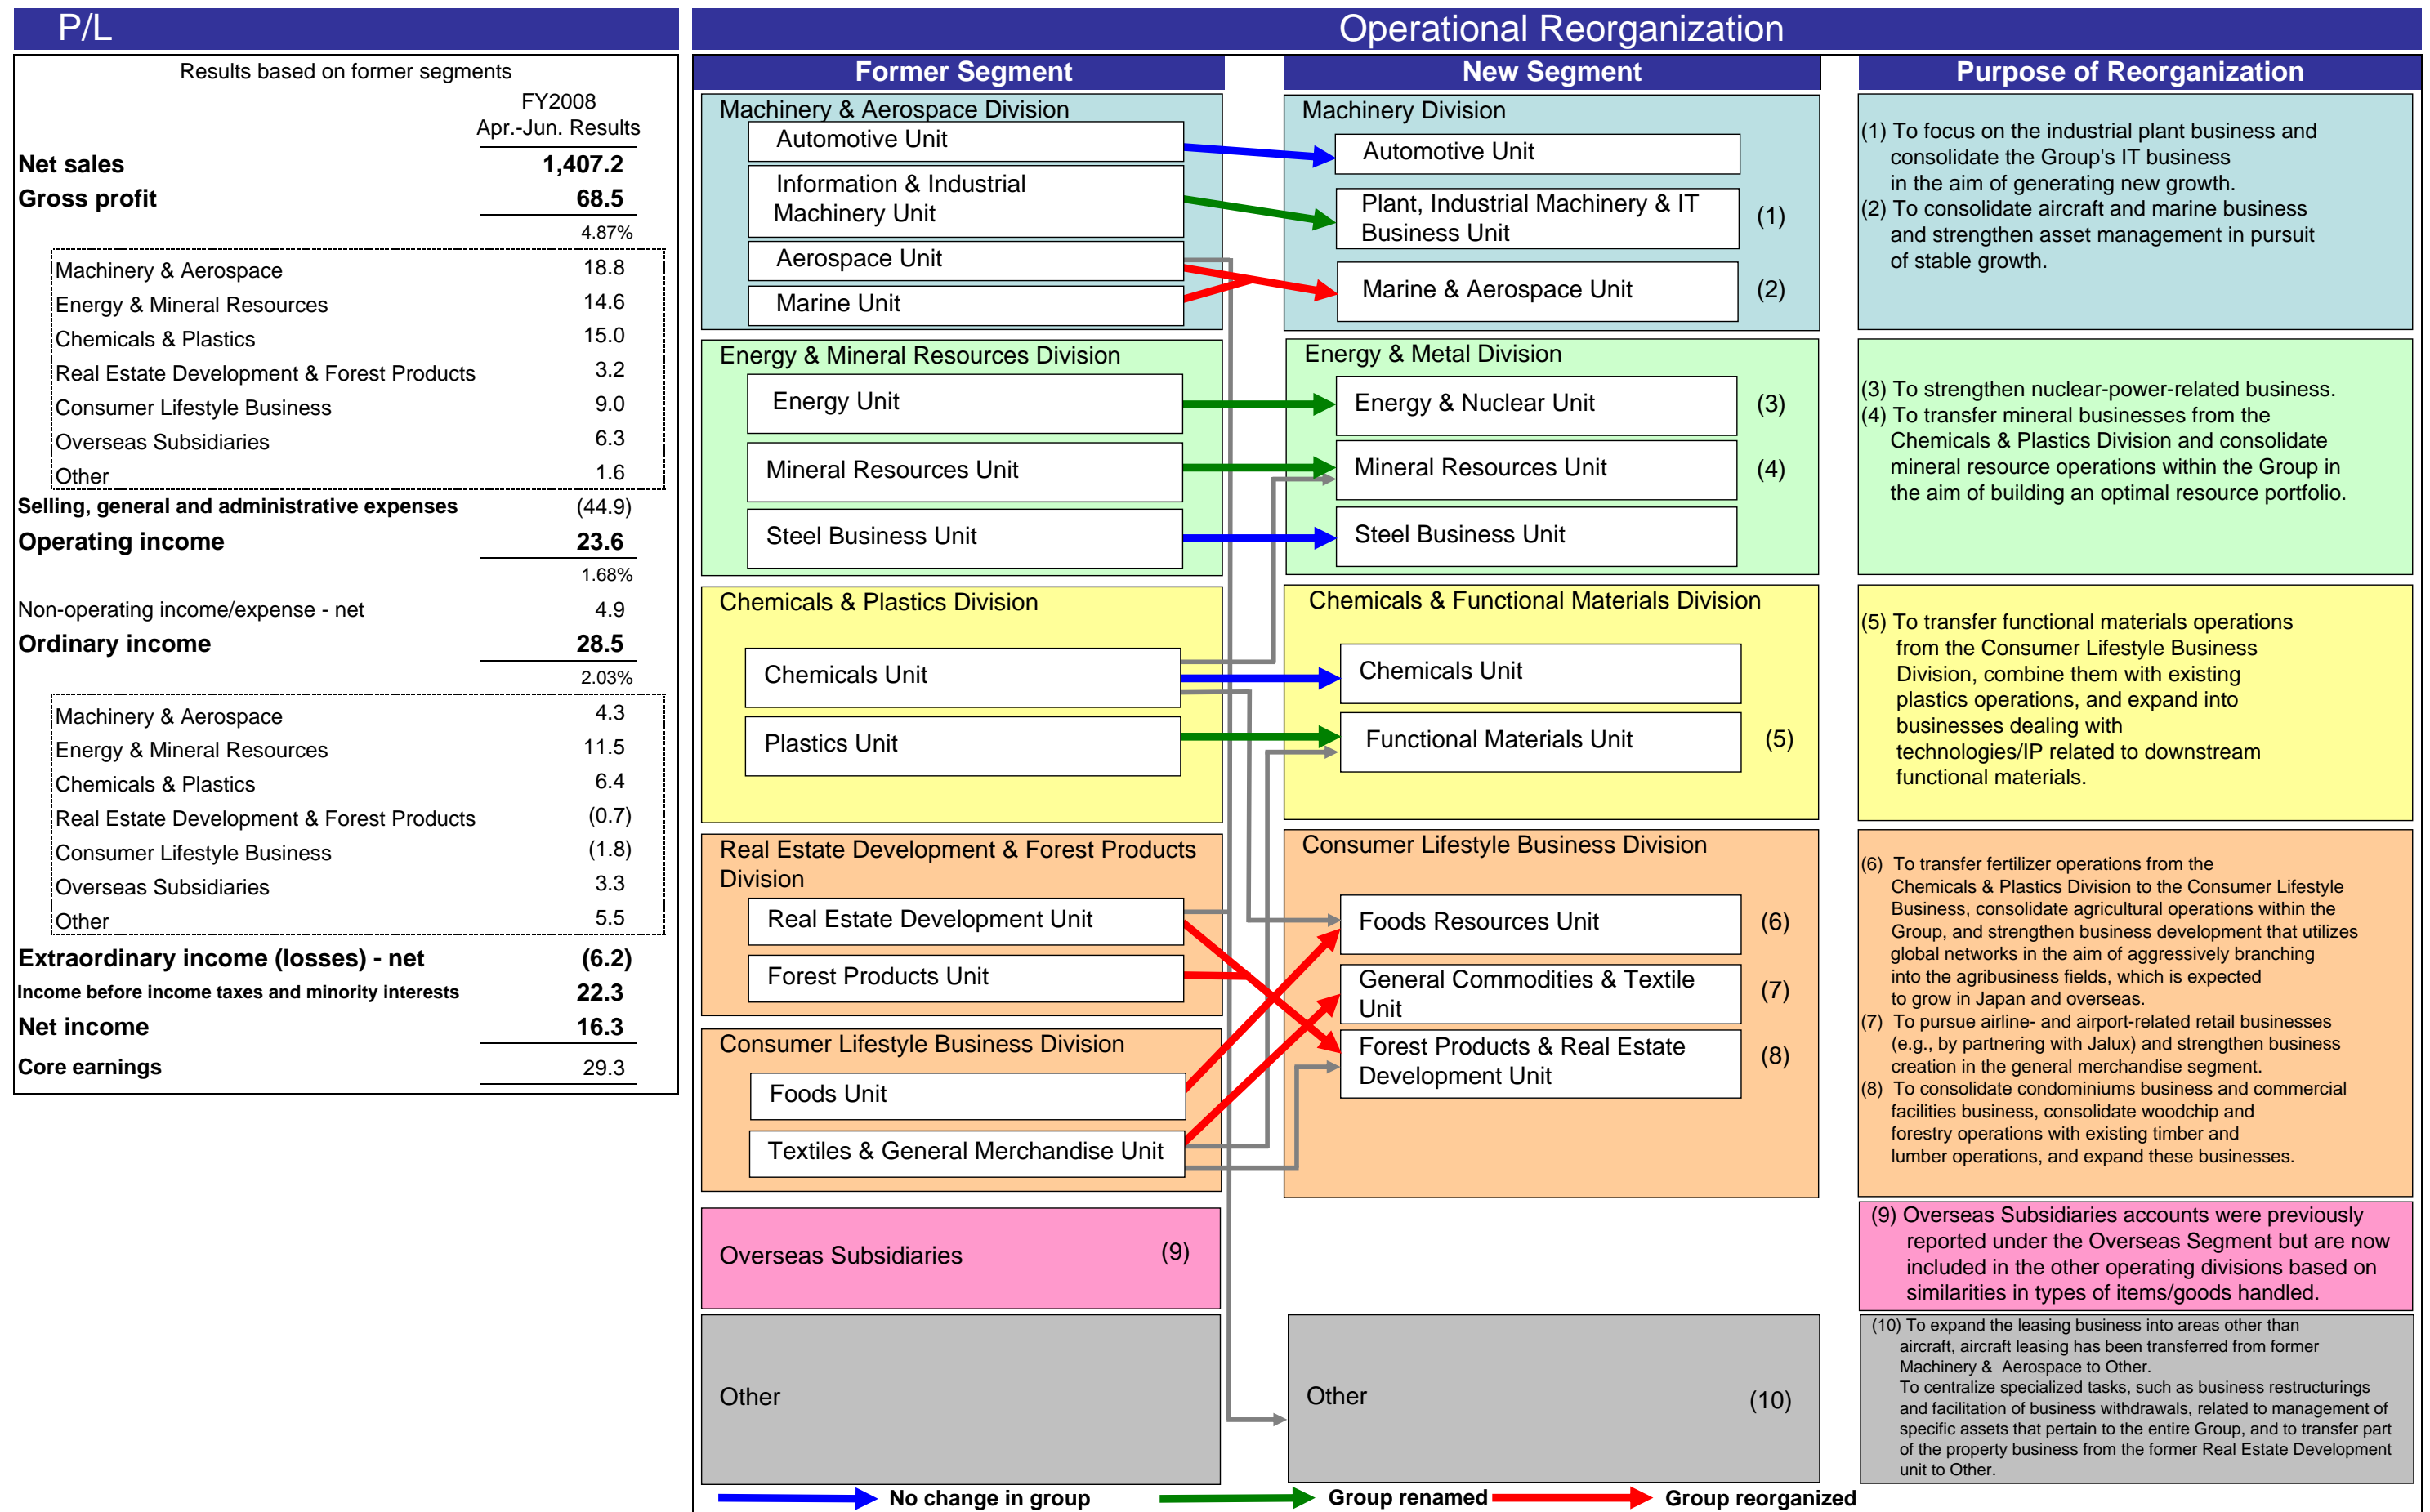 P/L
Results based on former segments
FY2008
Apr.-Jun. Results
Net sales 1,407.2
Gross profit 68.5
4.87%
Machinery & Aerospace 18.8
Energy & Mineral Resources 14.6
Chemicals & Plastics 15.0
Real Estate Development & Forest Products 3.2
Consumer Lifestyle Business 9.0
Overseas Subsidiaries 6.3
Other 1.6
Selling, general and administrative expenses (44.9)
Operating income 23.6
1.68%
Non-operating income/expense - net 4.9
Ordinary income 28.5
2.03%
Machinery & Aerospace 4.3
Energy & Mineral Resources 11.5
Chemicals & Plastics 6.4
Real Estate Development & Forest Products (0.7)
Consumer Lifestyle Business (1.8)
Overseas Subsidiaries 3.3
Other 5.5
Extraordinary income (losses) - net (6.2)
Income before income taxes and minority interests 22.3
Net income 16.3
Core earnings 29.3
Operational Reorganization
Former Segment
Machinery & Aerospace Division
Automotive Unit
Information & Industrial
Machinery Unit
Aerospace Unit
Marine Unit
Energy & Mineral Resources Division
Energy Unit
Mineral Resources Unit
Steel Business Unit
Chemicals & Plastics Division
Chemicals Unit
Plastics Unit
Real Estate Development & Forest Products
Division
Real Estate Development Unit
Forest Products Unit
Consumer Lifestyle Business Division
Foods Unit
Textiles & General Merchandise Unit
Overseas Subsidiaries (9)
Other
New Segment
Machinery Division
Automotive Unit
Plant, Industrial Machinery & IT
Business Unit
(1)
Marine & Aerospace Unit (2)
Energy & Metal Division
Energy & Nuclear Unit (3)
Mineral Resources Unit (4)
Steel Business Unit
Chemicals & Functional Materials Division
Chemicals Unit
Functional Materials Unit (5)
Consumer Lifestyle Business Division
Foods Resources Unit (6)
General Commodities & Textile
Unit
(7)
Forest Products & Real Estate
Development Unit
(8)
Other (10)
Purpose of Reorganization
(1) To focus on the industrial plant business and
consolidate the Group's IT business
in the aim of generating new growth.
(2) To consolidate aircraft and marine business
and strengthen asset management in pursuit
of stable growth.
(3) To strengthen nuclear-power-related business.
(4) To transfer mineral businesses from the
Chemicals & Plastics Division and consolidate
mineral resource operations within the Group in
the aim of building an optimal resource portfolio.
(5) To transfer functional materials operations
from the Consumer Lifestyle Business
Division, combine them with existing
plastics operations, and expand into
businesses dealing with
technologies/IP related to downstream
functional materials.
(6) To transfer fertilizer operations from the
Chemicals & Plastics Division to the Consumer Lifestyle
Business, consolidate agricultural operations within the
Group, and strengthen business development that utilizes
global networks in the aim of aggressively branching
into the agribusiness fields, which is expected
to grow in Japan and overseas.
(7) To pursue airline- and airport-related retail businesses
(e.g., by partnering with Jalux) and strengthen business
creation in the general merchandise segment.
(8) To consolidate condominiums business and commercial
facilities business, consolidate woodchip and
forestry operations with existing timber and
lumber operations, and expand these businesses.
(9) Overseas Subsidiaries accounts were previously
reported under the Overseas Segment but are now
included in the other operating divisions based on
similarities in types of items/goods handled.
(10) To expand the leasing business into areas other than
aircraft, aircraft leasing has been transferred from former
Machinery & Aerospace to Other.
To centralize specialized tasks, such as business restructurings
and facilitation of business withdrawals, related to management of
specific assets that pertain to the entire Group, and to transfer part
of the property business from the former Real Estate Development
unit to Other.
No change in group
Group renamed
Group reorganized